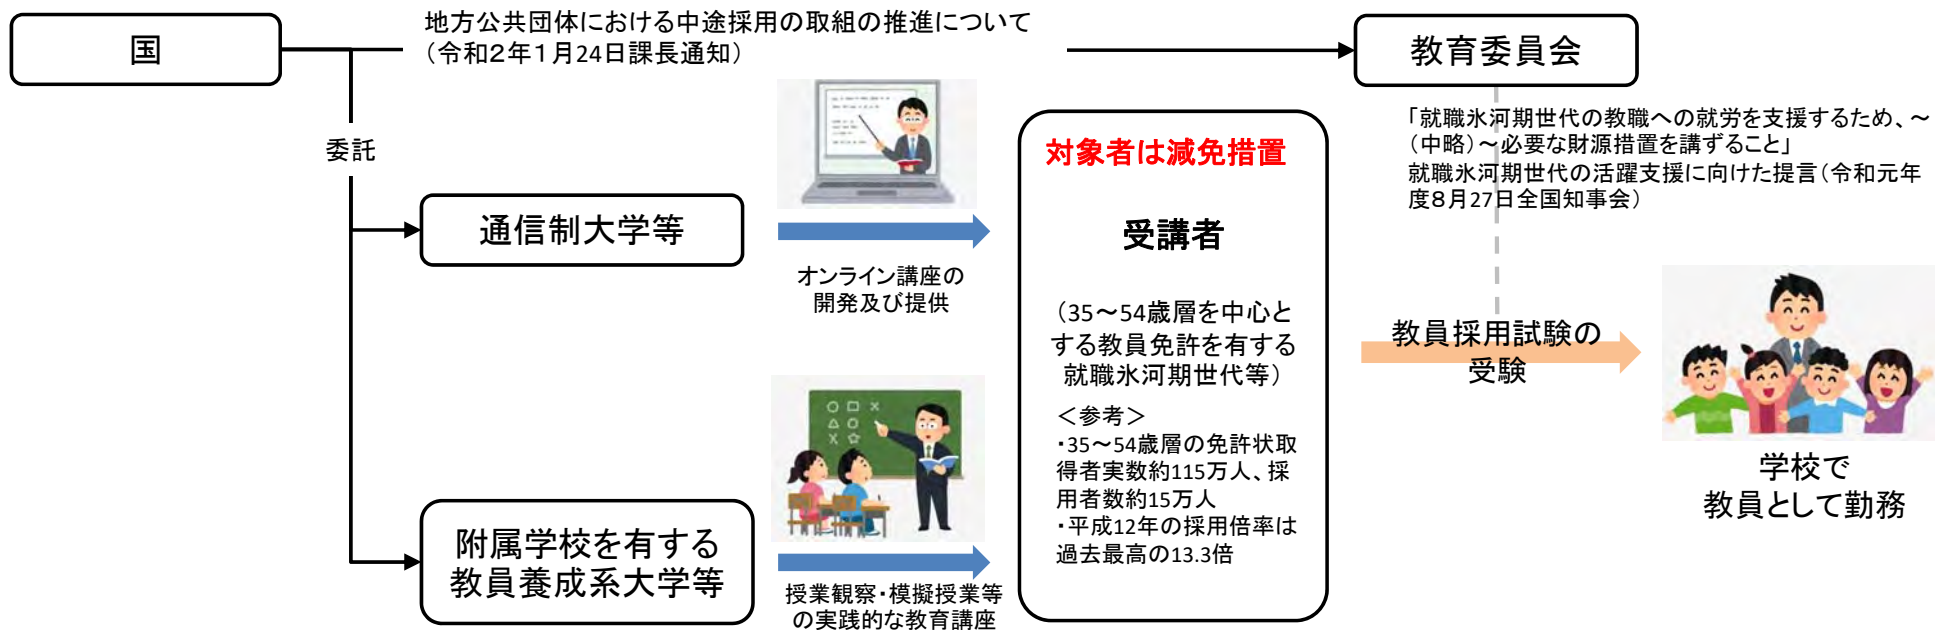 国
地方公共団体における中途採用の取組の推進について
（令和２年１月24日課長通知）
教育委員会
「就職氷河期世代の教職への就労を支援するため、～
（中略）～必要な財源措置を講ずること」
就職氷河期世代の活躍支援に向けた提言（令和元年
度８月27日全国知事会）
委託
通信制大学等
オンライン講座の
開発及び提供
附属学校を有する
教員養成系大学等
授業観察・模擬授業等
の実践的な教育講座
対象者は減免措置
受講者
（35～54歳層を中心と
する教員免許を有する
就職氷河期世代等）
＜参考＞
・35～54歳層の免許状取
得者実数約115万人、採
用者数約15万人
・平成12年の採用倍率は
過去最高の13.3倍
教員採用試験の
受験
学校で
教員として勤務